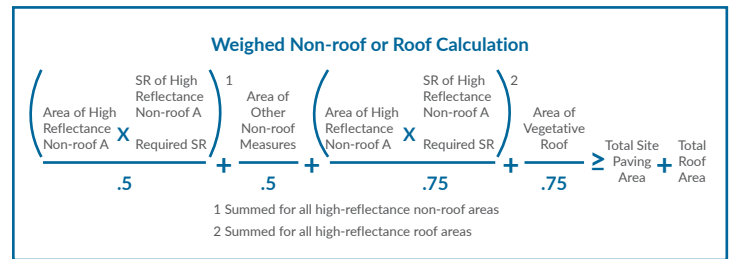 Weighed Non-roof or Roof Calculation
SR of High
Reflectance
Non-roof A
Area of High
Reflectance
Non-roof A
X
Required SR
1
+
Area of
Other
Non-roof
Measures
+
SR of High
Reflectance
Non-roof A
Area of High
Reflectance
Non-roof A
X
Required SR
2
+
Area of
Vegetative
Roof
≥
Total Site
Paving
Area
+
Total
Roof
Area
.5
.5
.75
.75
1 Summed for all high-reflectance non-roof areas
2 Summed for all high-reflectance roof areas